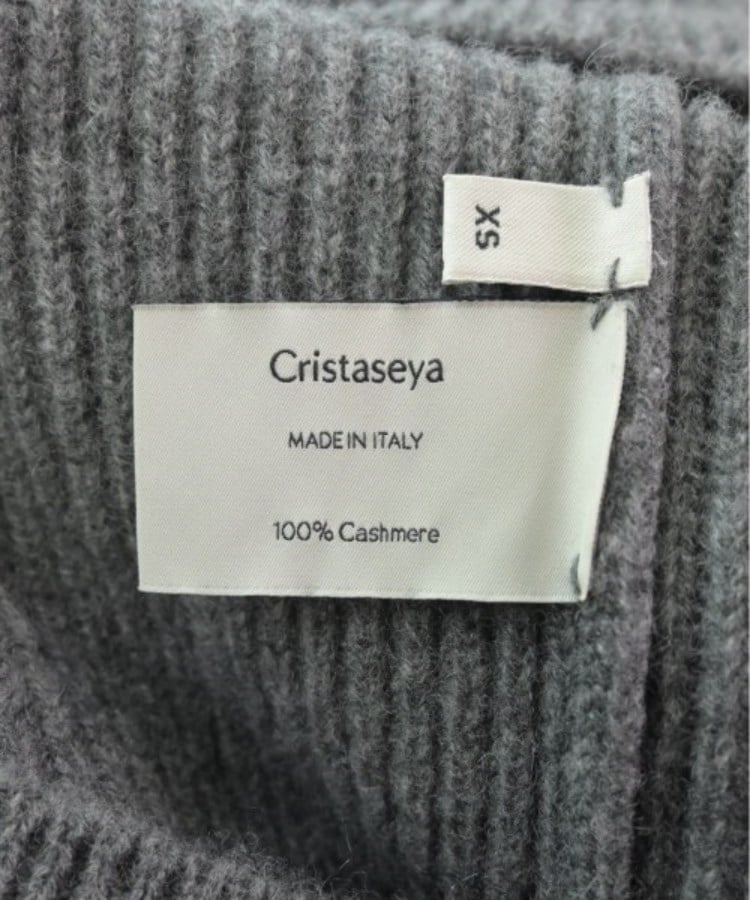 XS
Cristaseya
MADE IN ITALY
100% Cashmere